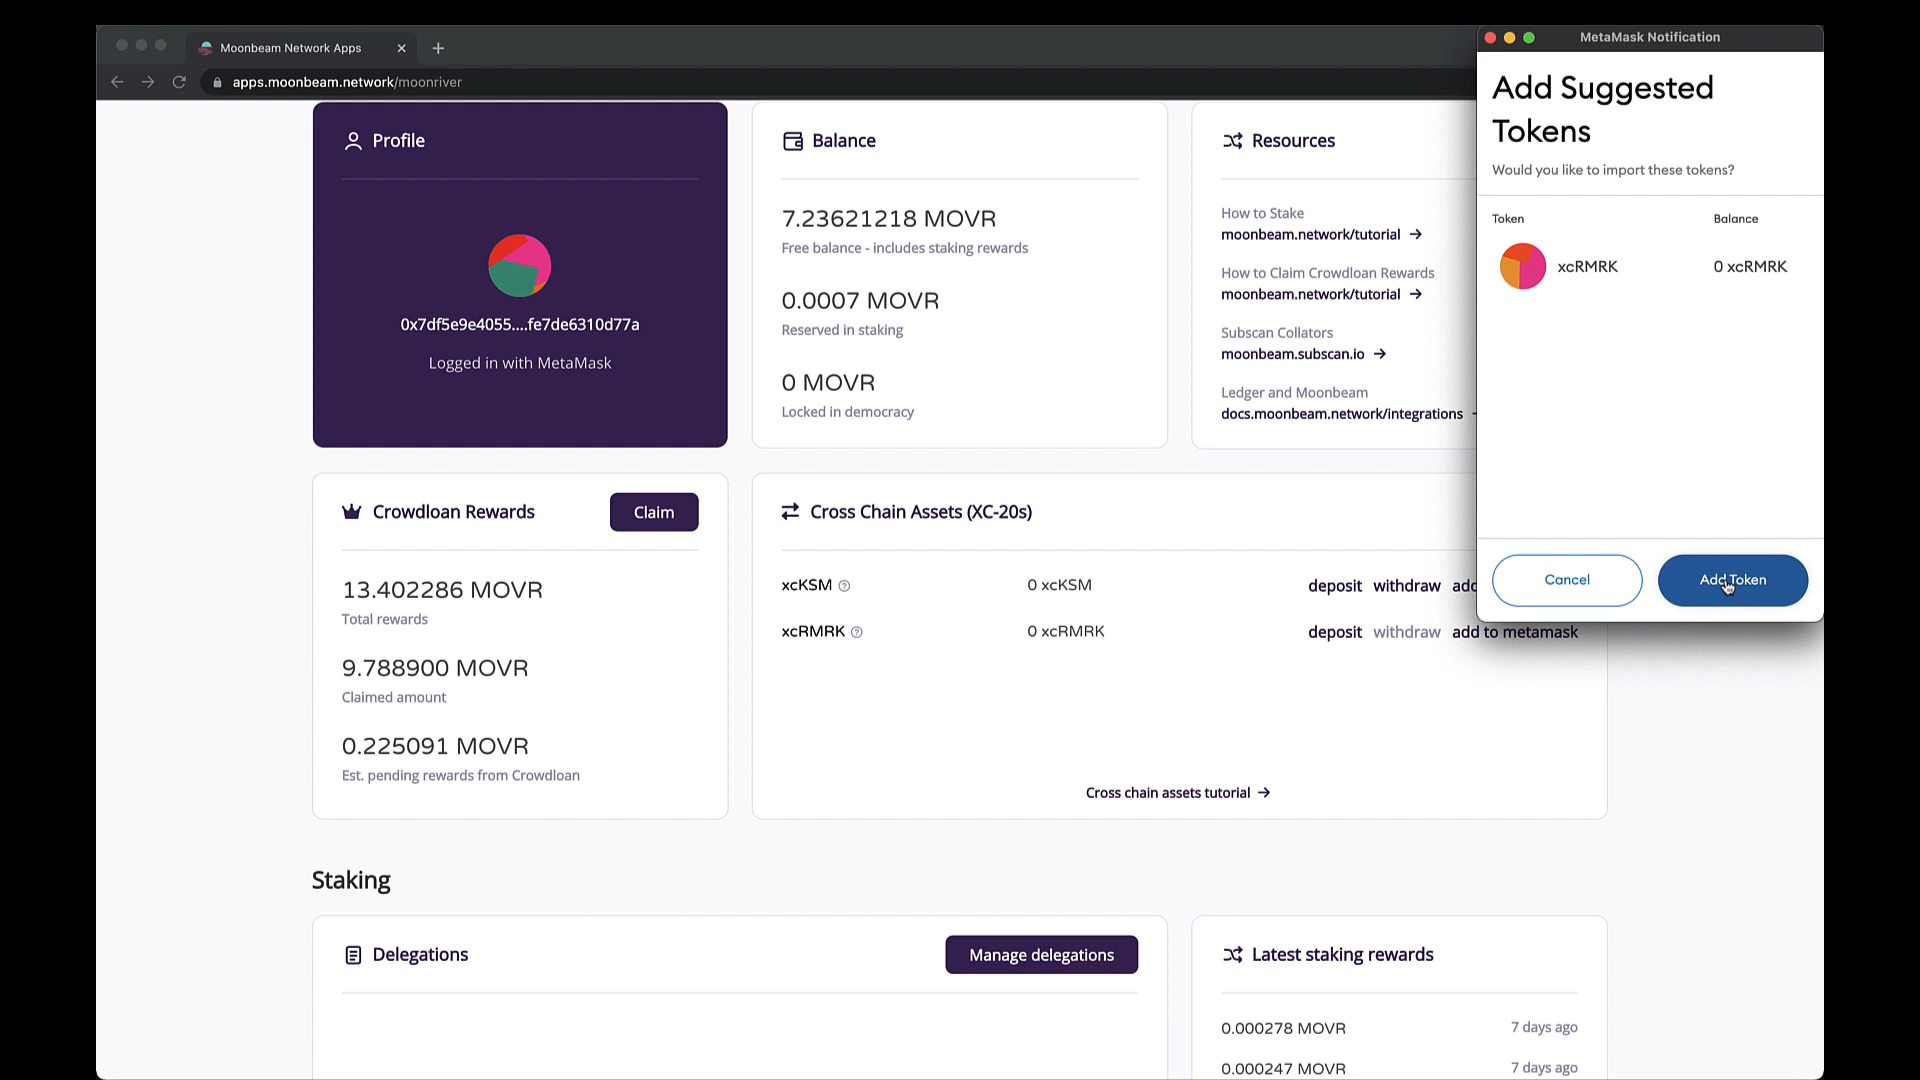 Moonbeam Network Apps
apps.moonbeam.network/moonriver
MetaMask Notification
Add Suggested
Tokens
Would you like to import these tokens?
Token Balance
xcRMRK 0 xcRMRK
Cancel Add Token
Profile
0x7df5e9e4055....fe7de6310d77a
Logged in with MetaMask
Balance
7.23621218 MOVR
Free balance - includes staking rewards
0.0007 MOVR
Reserved in staking
0 MOVR
Locked in democracy
Resources
How to Stake
moonbeam.network/tutorial →
How to Claim Crowdloan Rewards
moonbeam.network/tutorial →
Subscan Collators
moonbeam.subscan.io →
Ledger and Moonbeam
docs.moonbeam.network/integrations
Crowdloan Rewards Claim
13.402286 MOVR
Total rewards
9.788900 MOVR
Claimed amount
0.225091 MOVR
Est. pending rewards from Crowdloan
Cross Chain Assets (XC-20s)
xcKSM 0 xcKSM deposit withdraw add
xcRMRK 0 xcRMRK deposit withdraw add to metamask
Cross chain assets tutorial →
Staking
Delegations Manage delegations
Latest staking rewards
0.000278 MOVR 7 days ago
0.000247 MOVR 7 days ago